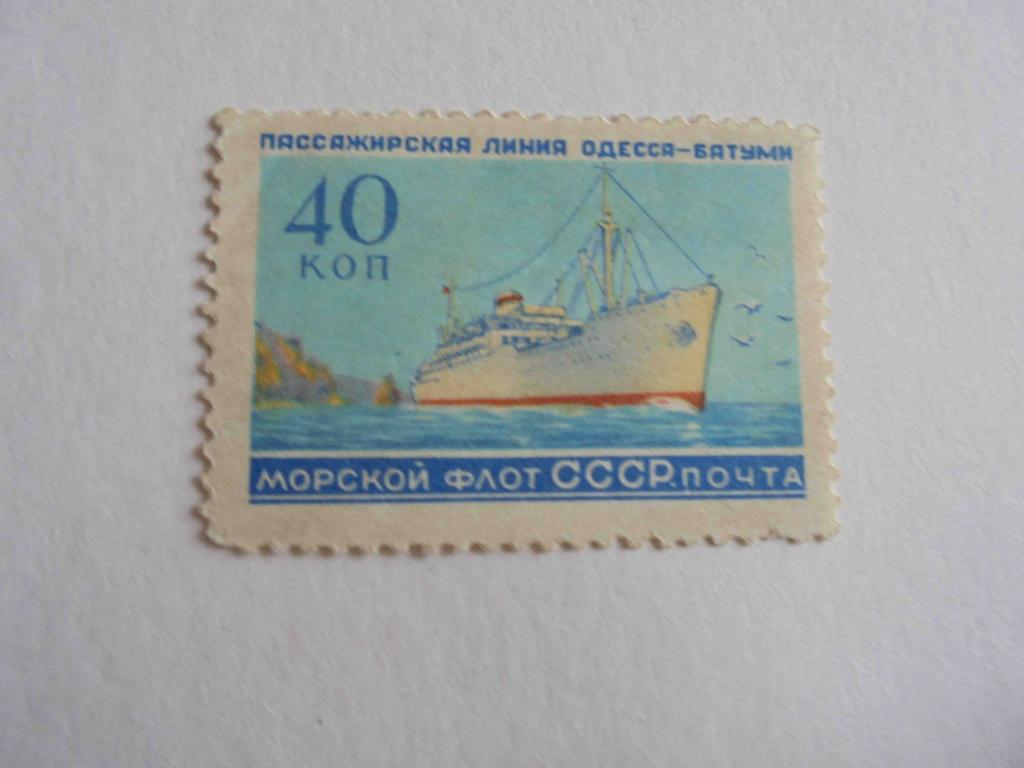 ПАССАЖИРСКАЯ ЛИНИЯ ОДЕССА-БАТУМИ
40
КОП
МОРСКОЙ ФЛОТ СССР.ПОЧТА